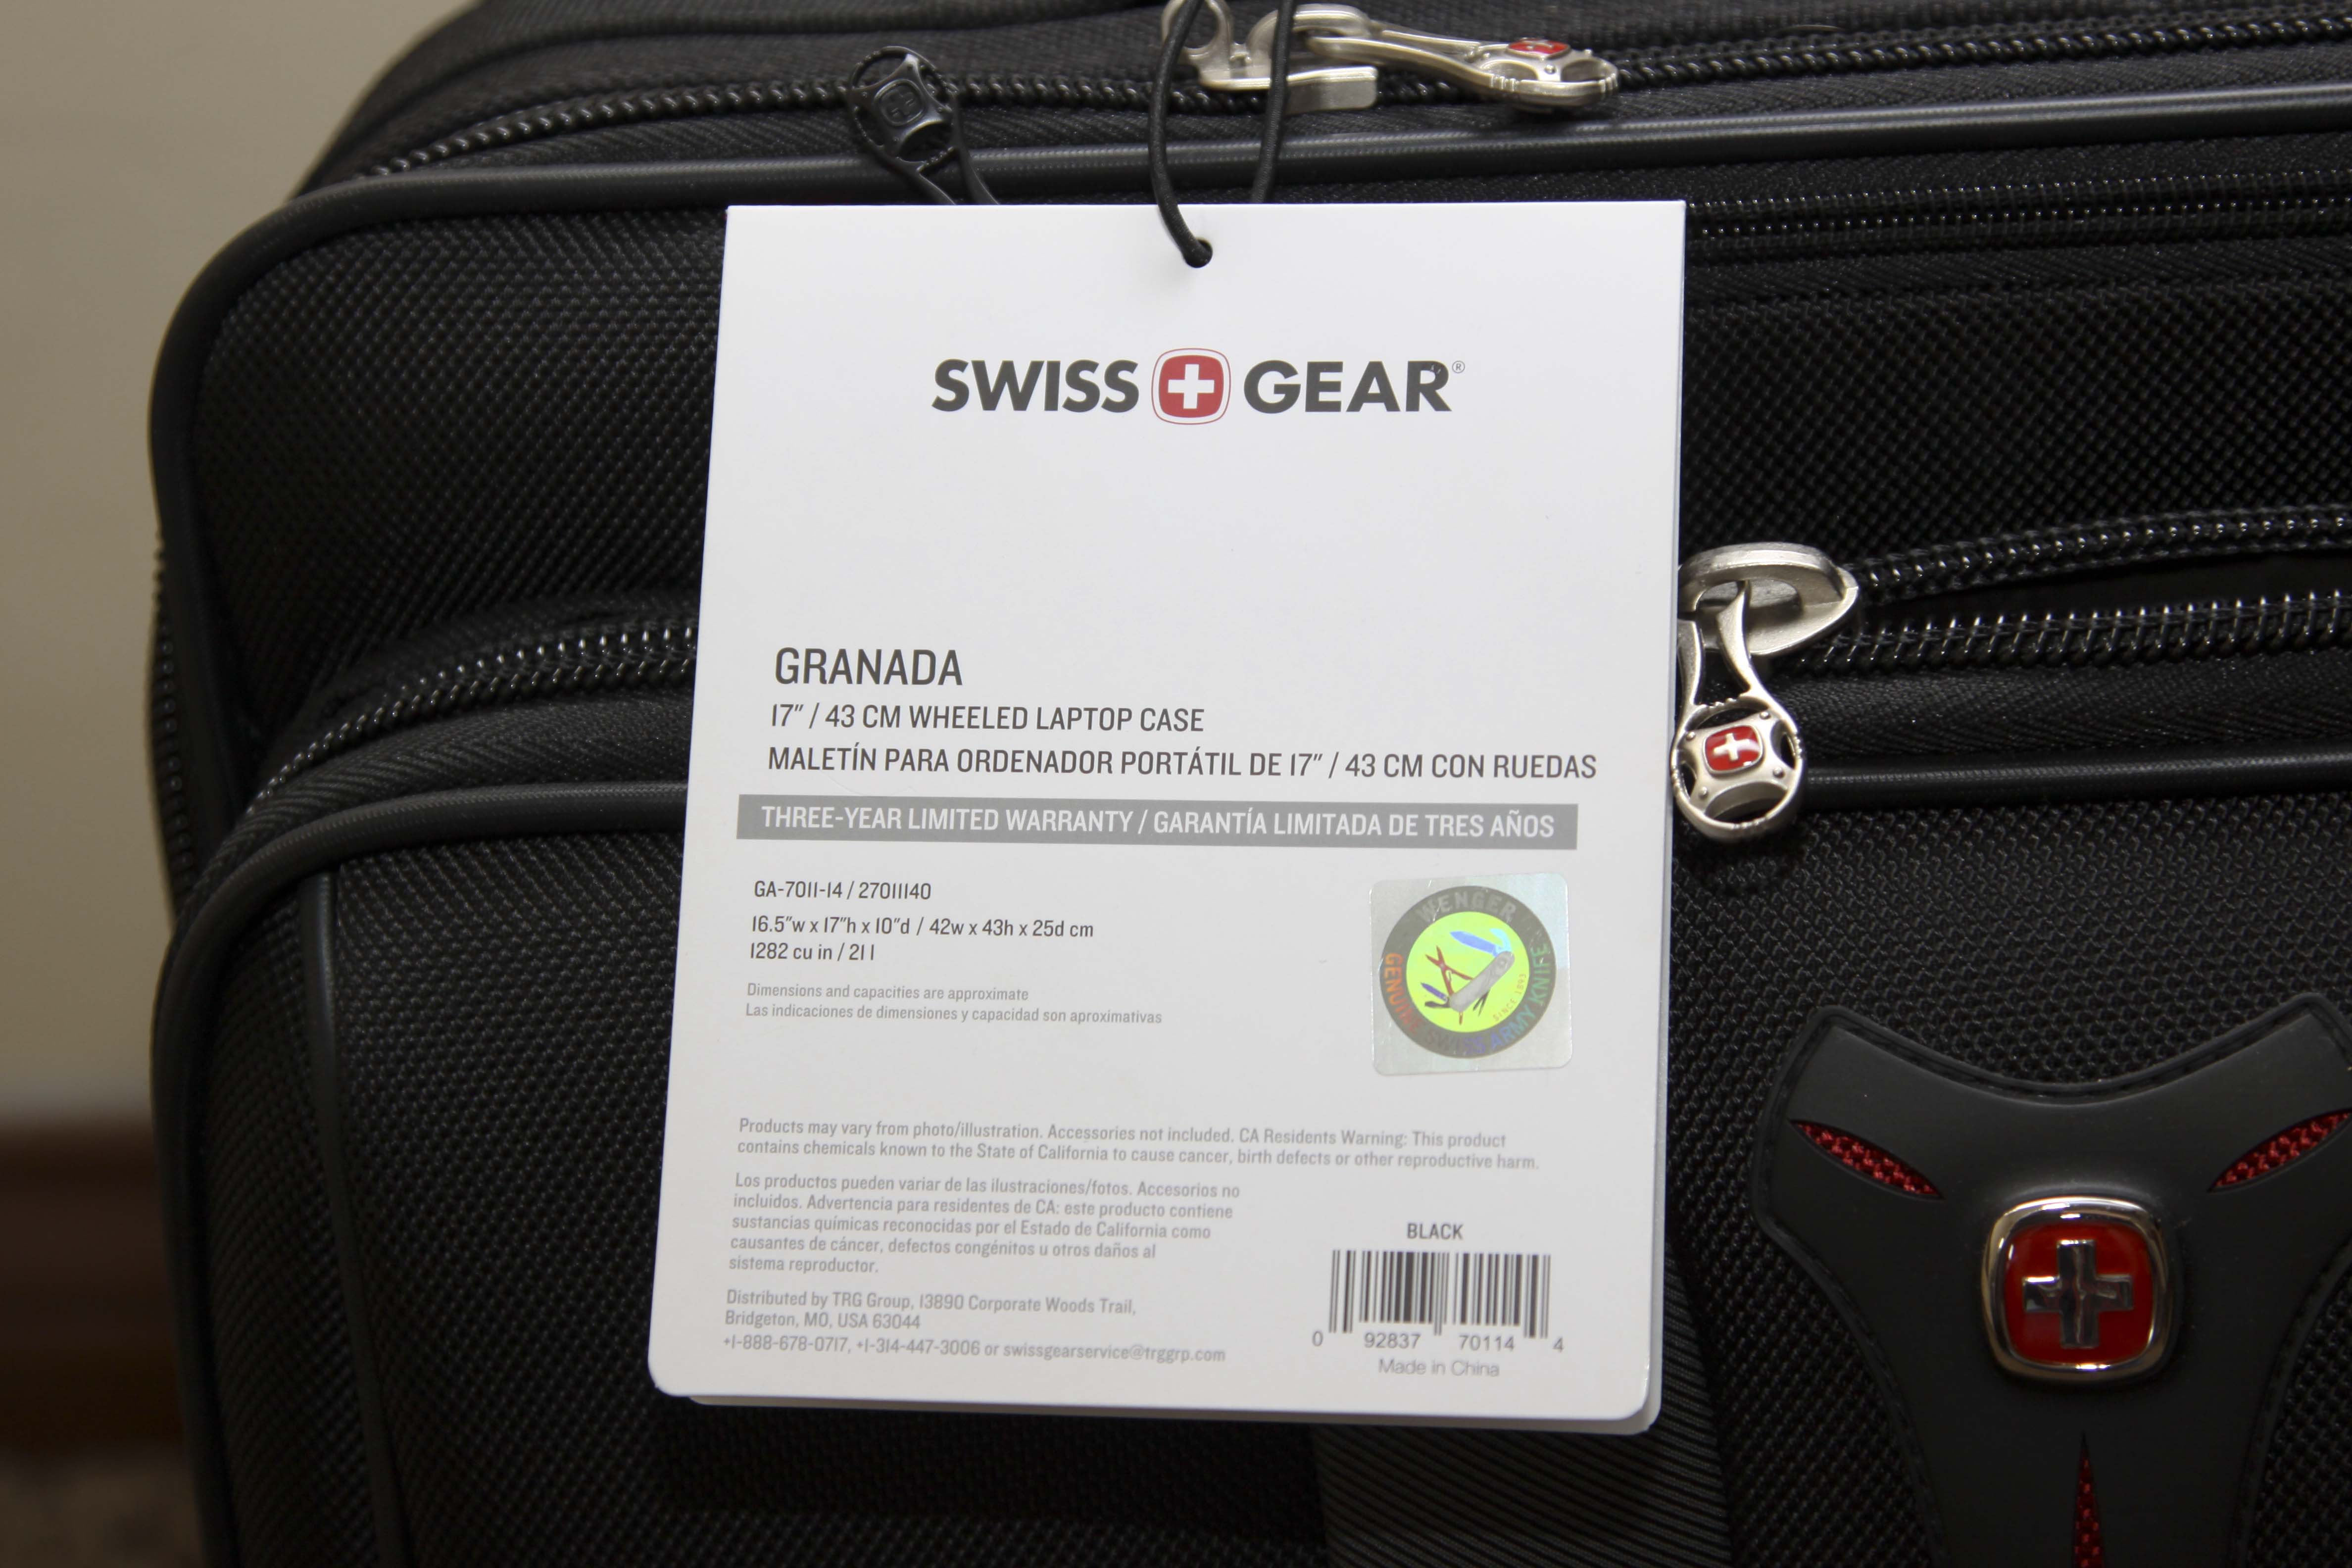 SWISS GEAR®
GRANADA
17" / 43 CM WHEELED LAPTOP CASE
MALETÍN PARA ORDENADOR PORTÁTIL DE 17" / 43 CM CON RUEDAS
THREE-YEAR LIMITED WARRANTY / GARANTÍA LIMITADA DE TRES AÑOS
GA-7011-14 / 27011140
16.5"w x 17"h x 10"d / 42w x 43h x 25d cm
1282 cu in / 21 l
Dimensions and capacities are approximate
Las indicaciones de dimensiones y capacidad son aproximativas
WENGER
GENUINE SWISS ARMY KNIFE
SINCE 1893
Products may vary from photo/illustration. Accessories not included. CA Residents Warning: This product
contains chemicals known to the State of California to cause cancer, birth defects or other reproductive harm.
Los productos pueden variar de las ilustraciones/fotos. Accesorios no
incluidos. Advertencia para residentes de CA: este producto contiene
sustancias químicas reconocidas por el Estado de California como
causantes de cáncer, defectos congénitos u otros daños al
sistema reproductor.
Distributed by TRG Group, 13890 Corporate Woods Trail,
Bridgeton, MO, USA 63044
+1-888-678-0717, +1-314-447-3006 or swissgearservice@trggrp.com
BLACK
0 92837 70114 4
Made in China